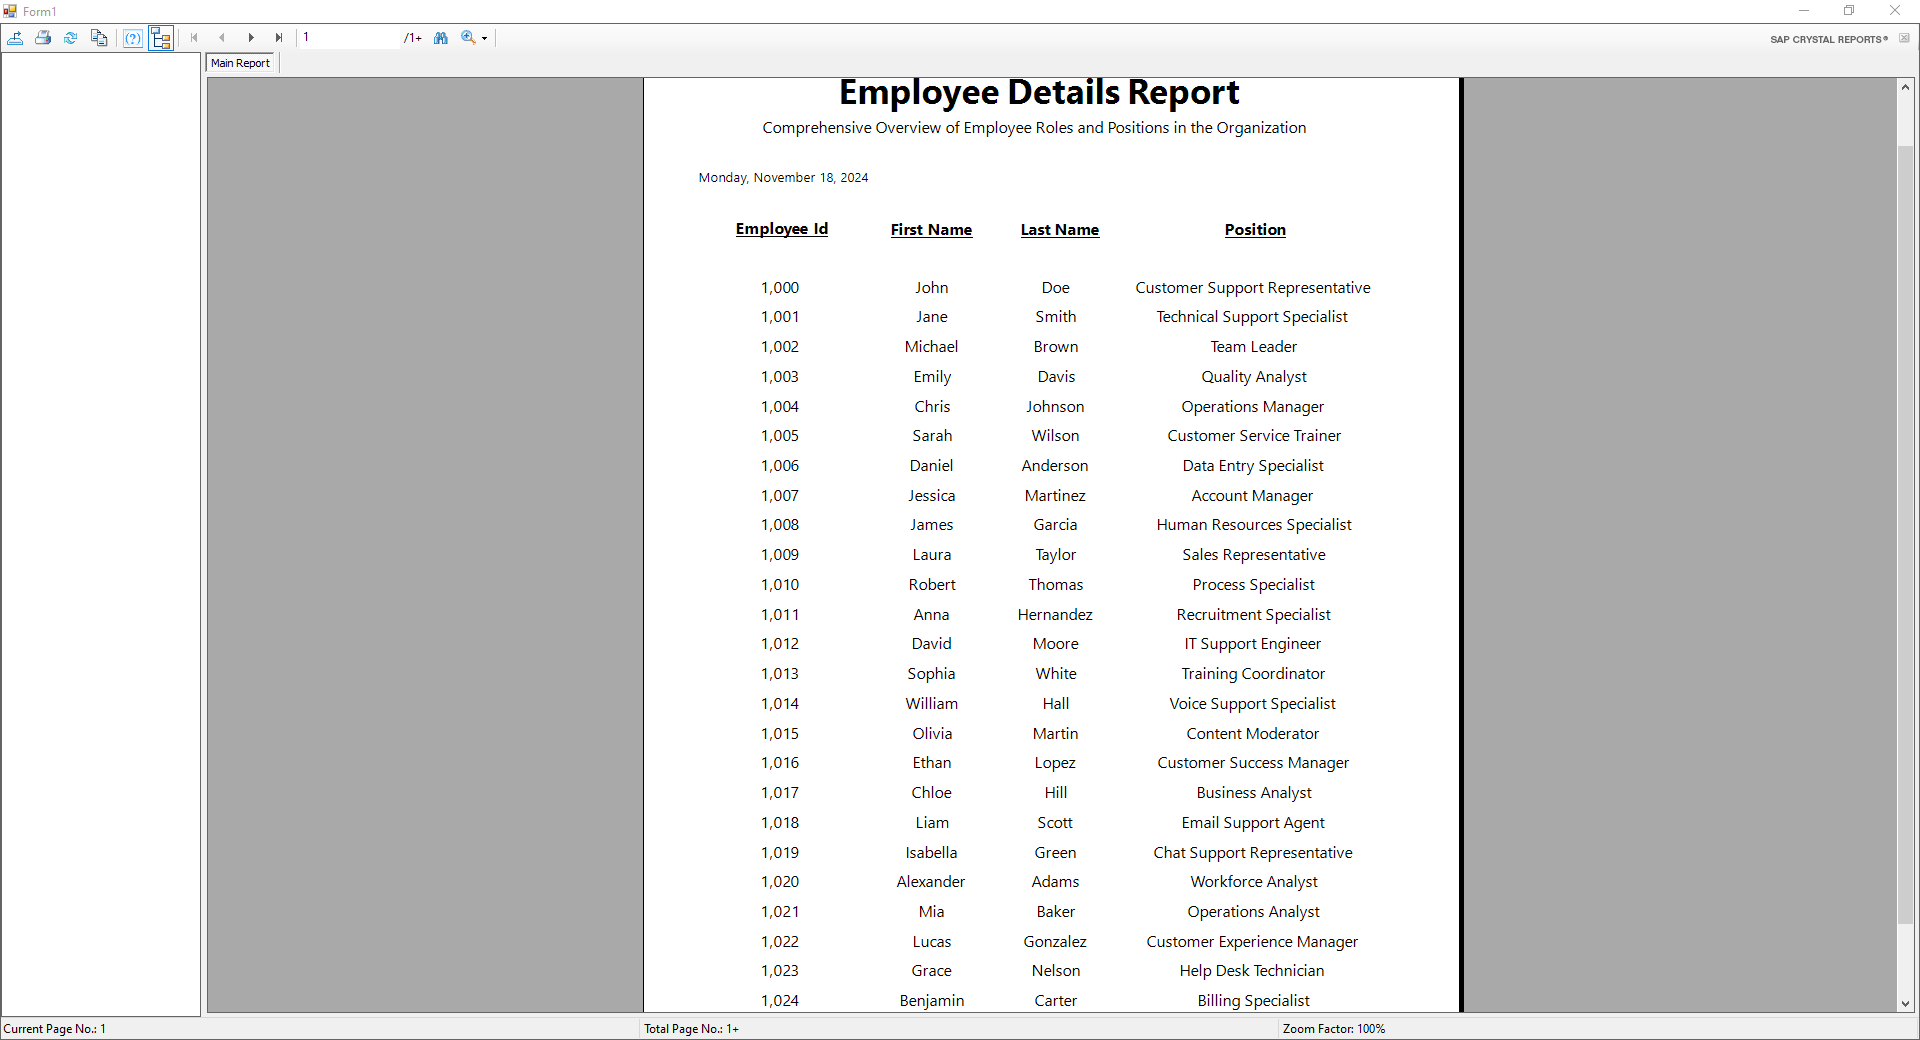 Form1
1
/1+
SAP CRYSTAL REPORTS®
Main Report
Employee Details Report
Comprehensive Overview of Employee Roles and Positions in the Organization
Monday, November 18, 2024
Employee Id First Name Last Name Position
1,000 John Doe Customer Support Representative
1,001 Jane Smith Technical Support Specialist
1,002 Michael Brown Team Leader
1,003 Emily Davis Quality Analyst
1,004 Chris Johnson Operations Manager
1,005 Sarah Wilson Customer Service Trainer
1,006 Daniel Anderson Data Entry Specialist
1,007 Jessica Martinez Account Manager
1,008 James Garcia Human Resources Specialist
1,009 Laura Taylor Sales Representative
1,010 Robert Thomas Process Specialist
1,011 Anna Hernandez Recruitment Specialist
1,012 David Moore IT Support Engineer
1,013 Sophia White Training Coordinator
1,014 William Hall Voice Support Specialist
1,015 Olivia Martin Content Moderator
1,016 Ethan Lopez Customer Success Manager
1,017 Chloe Hill Business Analyst
1,018 Liam Scott Email Support Agent
1,019 Isabella Green Chat Support Representative
1,020 Alexander Adams Workforce Analyst
1,021 Mia Baker Operations Analyst
1,022 Lucas Gonzalez Customer Experience Manager
1,023 Grace Nelson Help Desk Technician
1,024 Benjamin Carter Billing Specialist
Current Page No.: 1
Total Page No.: 1+
Zoom Factor: 100%